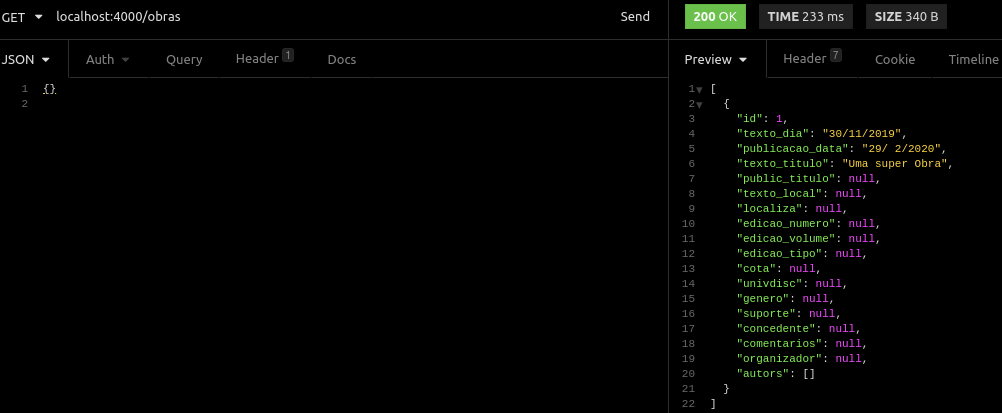 GET localhost:4000/obras Send 200 OK TIME 233 ms SIZE 340 B
JSON Auth Query Header 1 Docs Preview Header 7 Cookie Timeline
1 {}
2
1 [
2 {
3 "id": 1,
4 "texto_dia": "30/11/2019",
5 "publicacao_data": "29/ 2/2020",
6 "texto_titulo": "Uma super Obra",
7 "public_titulo": null,
8 "texto_local": null,
9 "localiza": null,
10 "edicao_numero": null,
11 "edicao_volume": null,
12 "edicao_tipo": null,
13 "cota": null,
14 "univdisc": null,
15 "genero": null,
16 "suporte": null,
17 "concedente": null,
18 "comentarios": null,
19 "organizador": null,
20 "autors": []
21 }
22 ]